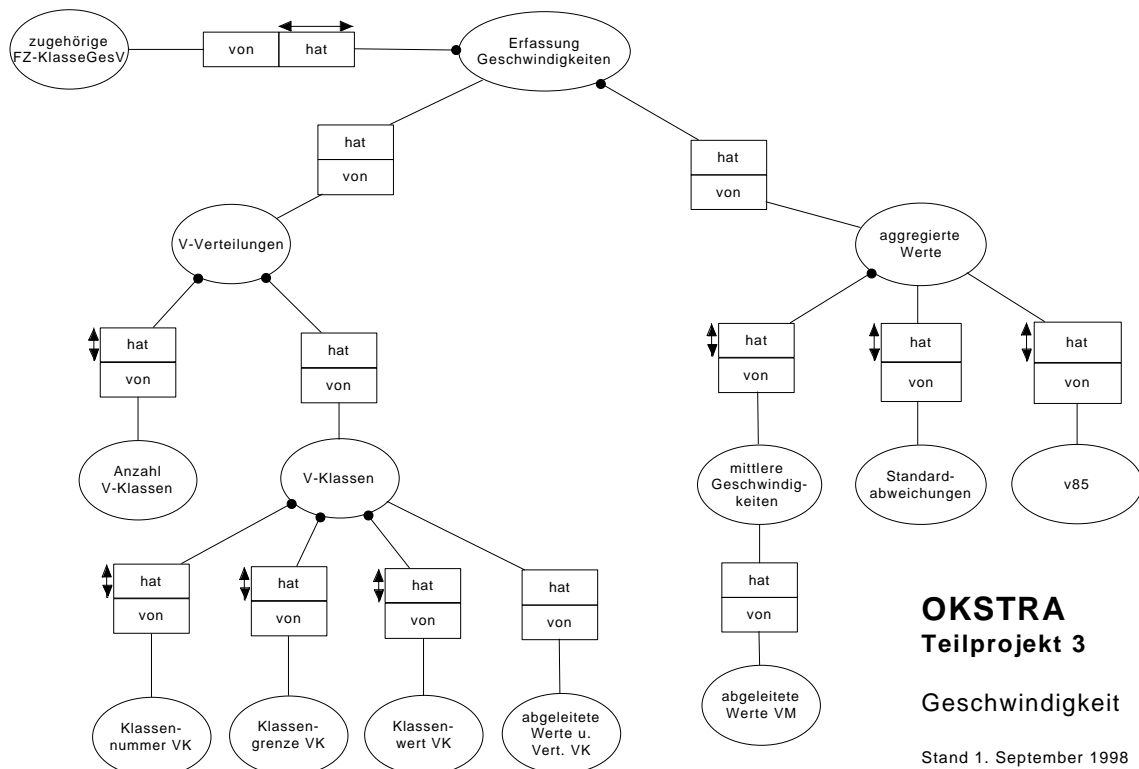 zugehörige
FZ-KlasseGesV
von
hat
Erfassung
Geschwindigkeiten
hat
von
hat
von
V-Verteilungen
aggregierte
Werte
hat
von
hat
von
hat
von
hat
von
hat
von
Anzahl
V-Klassen
V-Klassen
mittlere
Geschwindig-
keiten
Standard-
abweichungen
v85
hat
von
hat
von
hat
von
hat
von
hat
von
Klassen-
nummer VK
Klassen-
grenze VK
Klassen-
wert VK
abgeleitete
Werte u.
Vert. VK
abgeleitete
Werte VM
OKSTRA
Teilprojekt 3
Geschwindigkeit
Stand 1. September 1998